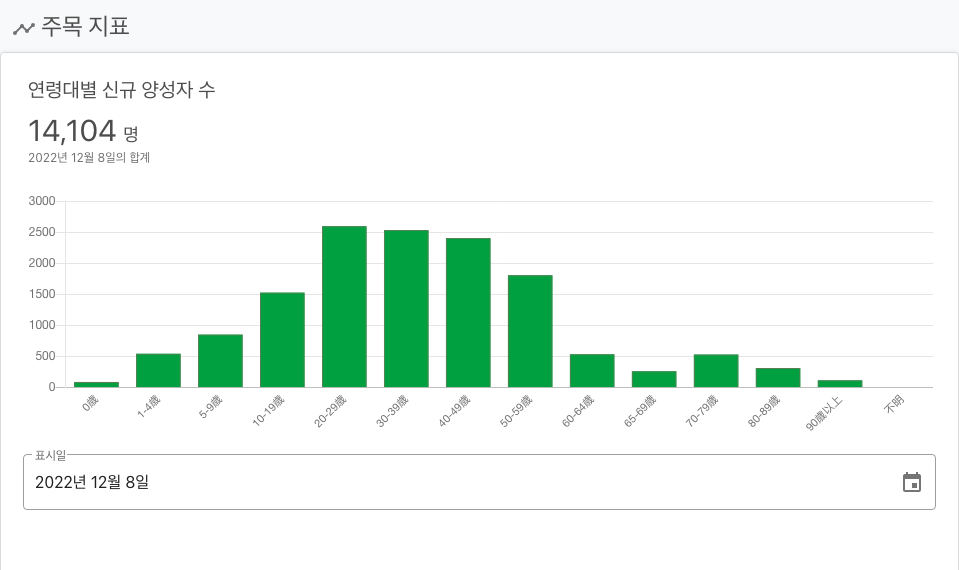 주목 지표
연령대별 신규 양성자 수
14,104 명
2022년 12월 8일의 합계
3000
2500
2000
1500
1000
500
0
0歳
1-4歳
5-9歳
10-19歳
20-29歳
30-39歳
40-49歳
50-59歳
60-64歳
65-69歳
70-79歳
80-89歳
90歳以上
不明
표시일
2022년 12월 8일